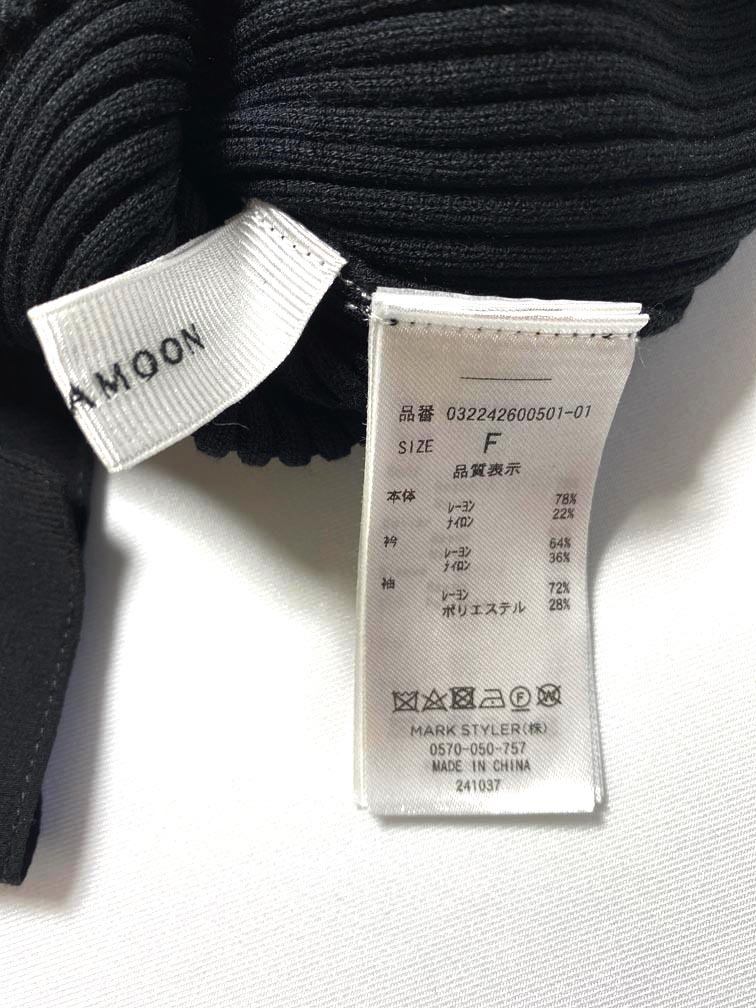 AMOON
品番 032242600501-01
SIZE F
品質表示
本体 ﾚｰﾖﾝ 78%
ﾅｲﾛﾝ 22%
衿 ﾚｰﾖﾝ 64%
ﾅｲﾛﾝ 36%
袖 ﾚｰﾖﾝ 72%
ポリエステル 28%
F W
MARK STYLER(株)
0570-050-757
MADE IN CHINA
241037